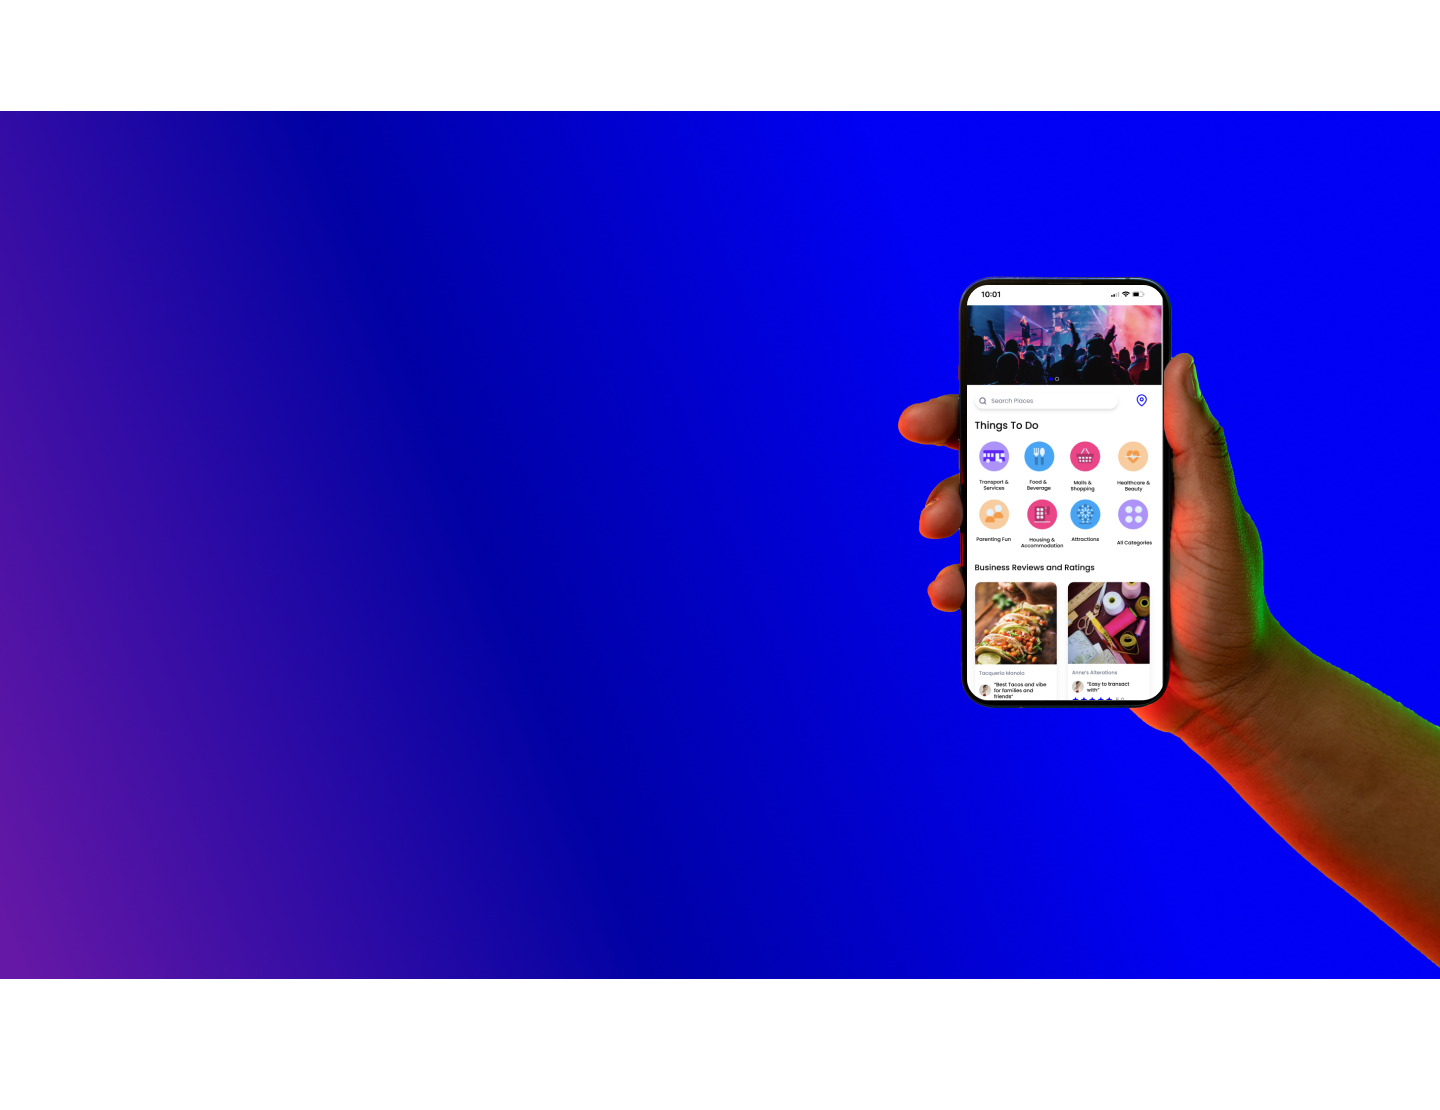 10:01
Search Places
Things To Do
Transport &
Services
Food &
Beverage
Malls &
Shopping
Healthcare &
Beauty
Parenting Fun
Housing &
Accommodation
Attractions
All Categories
Business Reviews and Ratings
Tacqueria Manolo
"Best Tacos and vibe
for families and
friends"
Anne's Alterations
"Easy to transact
with"